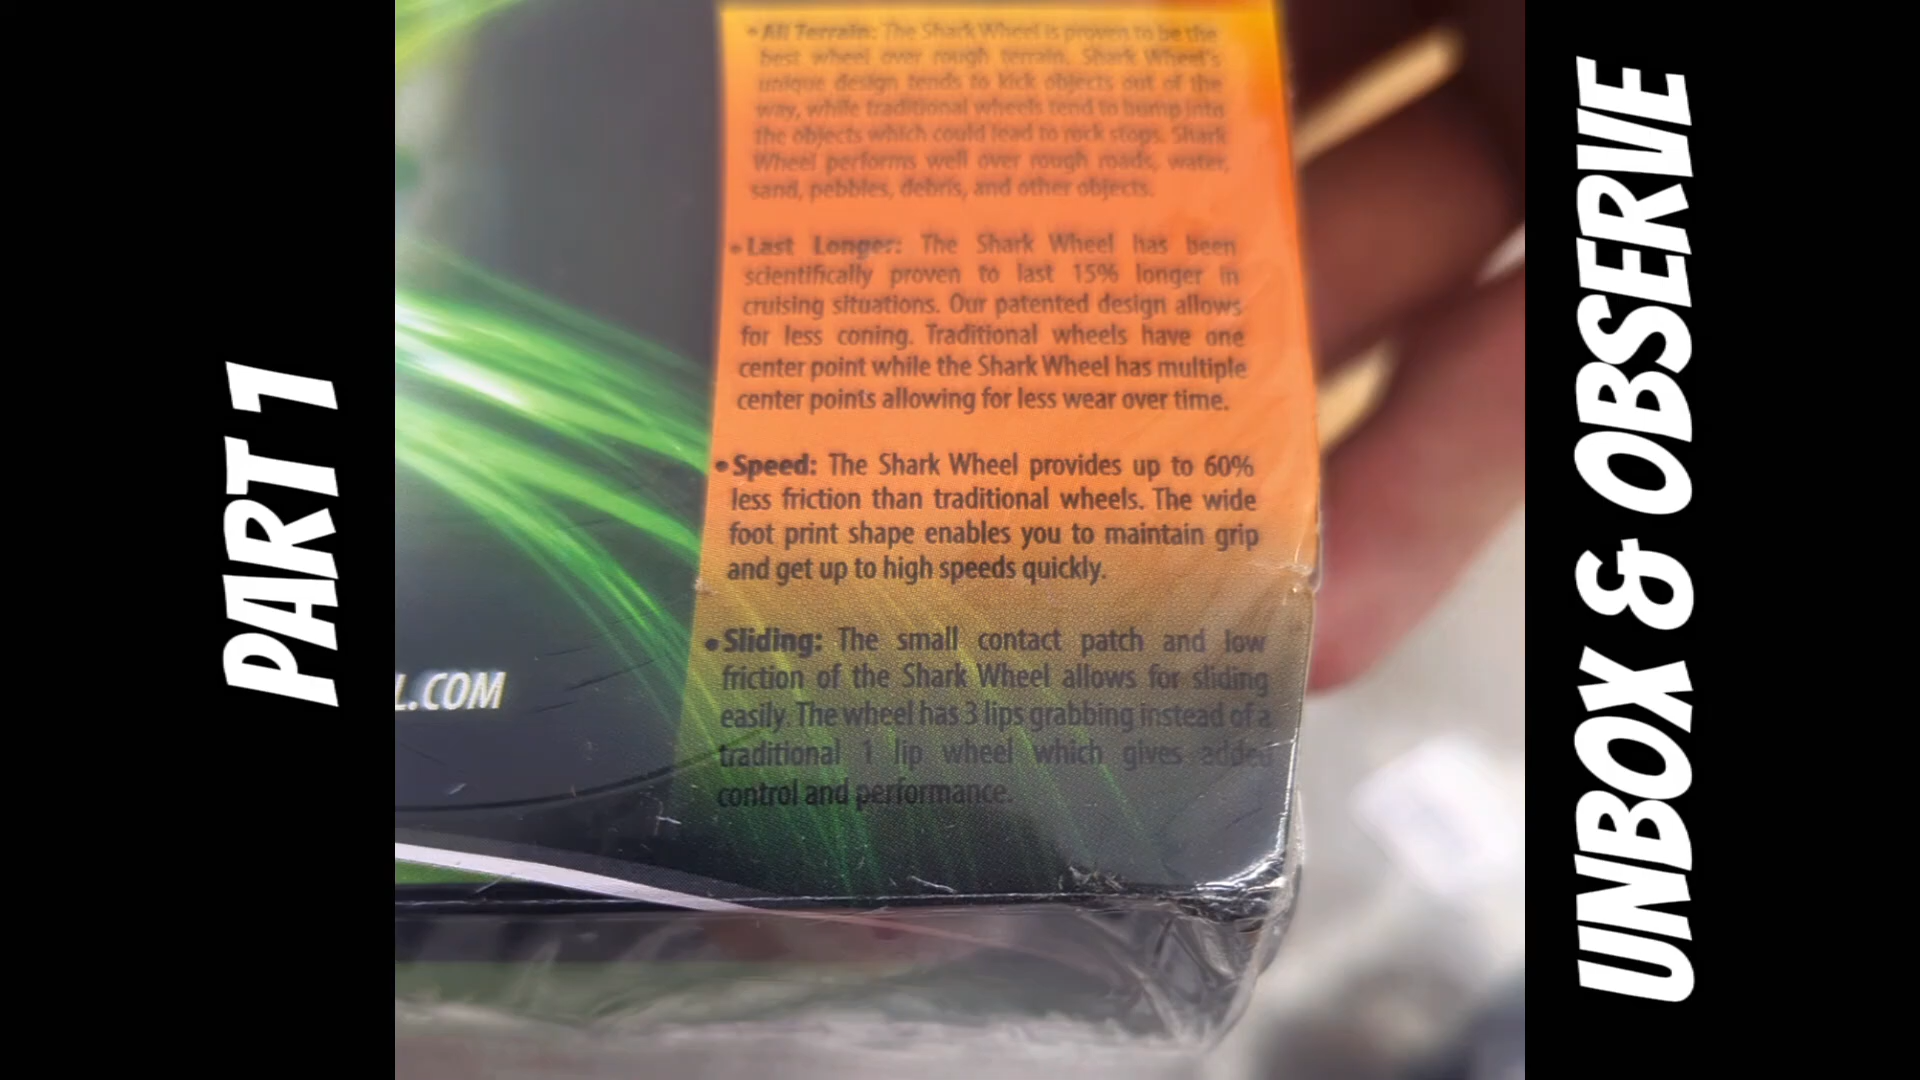 PART 1
• All Terrain: The Shark Wheel is proven to be the
best wheel over rough terrain. Shark Wheel's
unique design tends to kick objects out of the
way, while traditional wheels tend to bump into
the objects which could lead to rock stops. Shark
Wheel performs well over rough roads, water,
sand, pebbles, debris, and other objects.
• Last Longer: The Shark Wheel has been
scientifically proven to last 15% longer in
cruising situations. Our patented design allows
for less coning. Traditional wheels have one
center point while the Shark Wheel has multiple
center points allowing for less wear over time.
• Speed: The Shark Wheel provides up to 60%
less friction than traditional wheels. The wide
foot print shape enables you to maintain grip
and get up to high speeds quickly.
• Sliding: The small contact patch and low
friction of the Shark Wheel allows for sliding
easily. The wheel has 3 lips grabbing instead of a
traditional 1 lip wheel which gives added
control and performance.
L.COM
UNBOX & OBSERVE